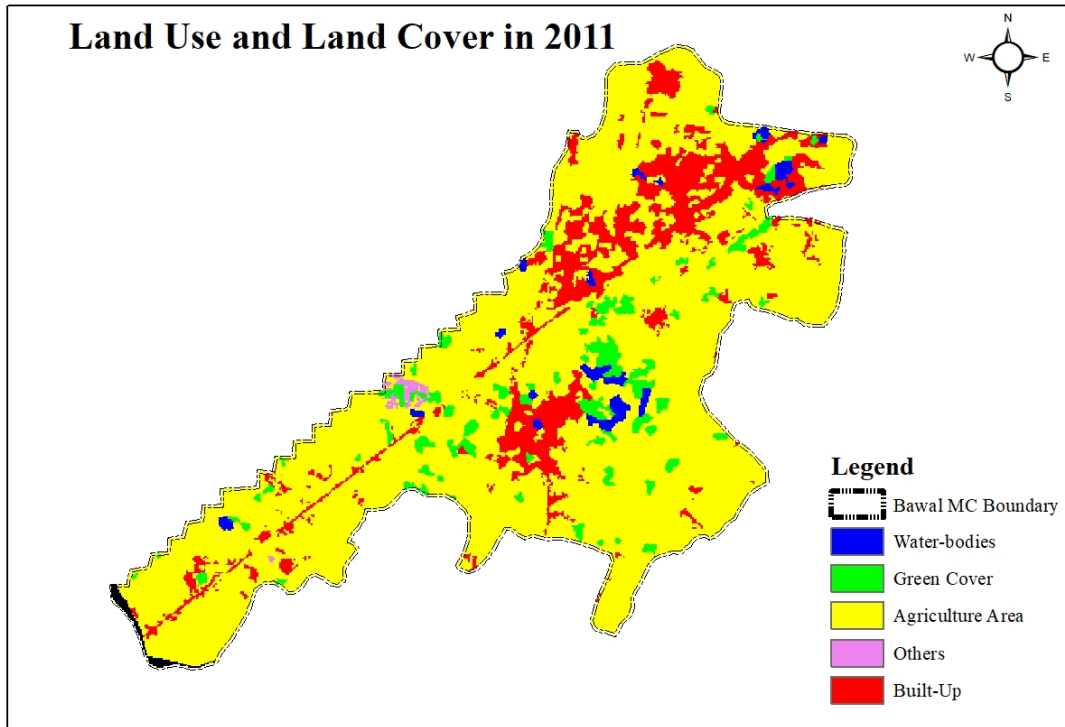 Land Use and Land Cover in 2011
N
W E
S
Legend
Bawal MC Boundary
Water-bodies
Green Cover
Agriculture Area
Others
Built-Up